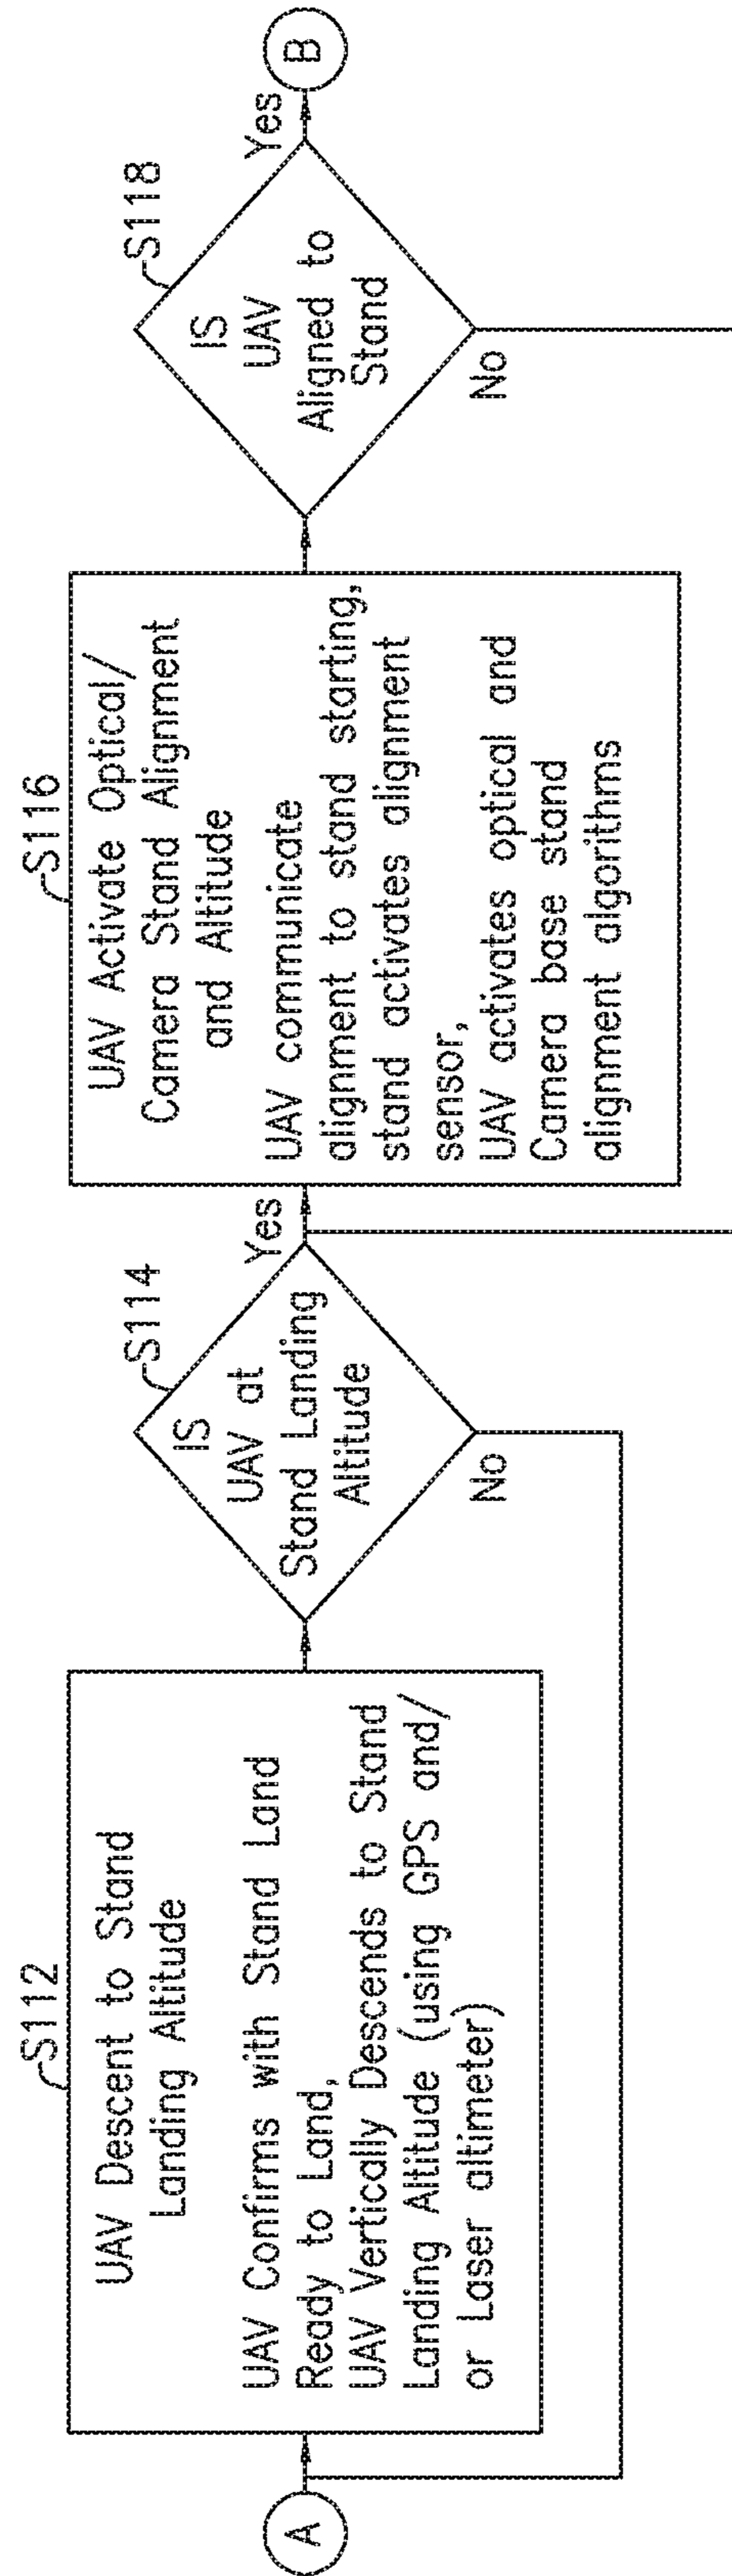 A
S112
UAV Descent to Stand
Landing Altitude
UAV Confirms with Stand Land
Ready to Land,
UAV Vertically Descends to Stand
Landing Altitude (using GPS and/
or Laser altimeter)
S114
IS
UAV at
Stand Landing
Altitude
Yes
No
S116
UAV Activate Optical/
Camera Stand Alignment
and Altitude
UAV communicate
alignment to stand starting,
stand activates alignment
sensor,
UAV activates optical and
Camera base stand
alignment algorithms
S118
IS
UAV
Aligned to
Stand
Yes
No
B